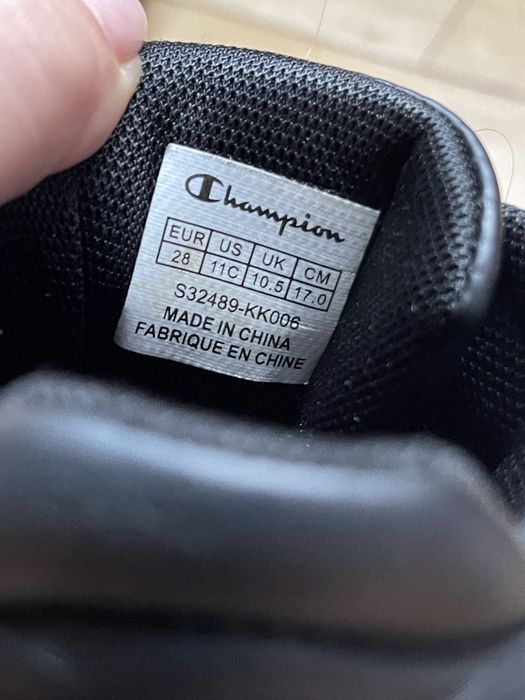 Champion
EUR US UK CM
28 11C 10.5 17.0
S32489-KK006
MADE IN CHINA
FABRIQUE EN CHINE